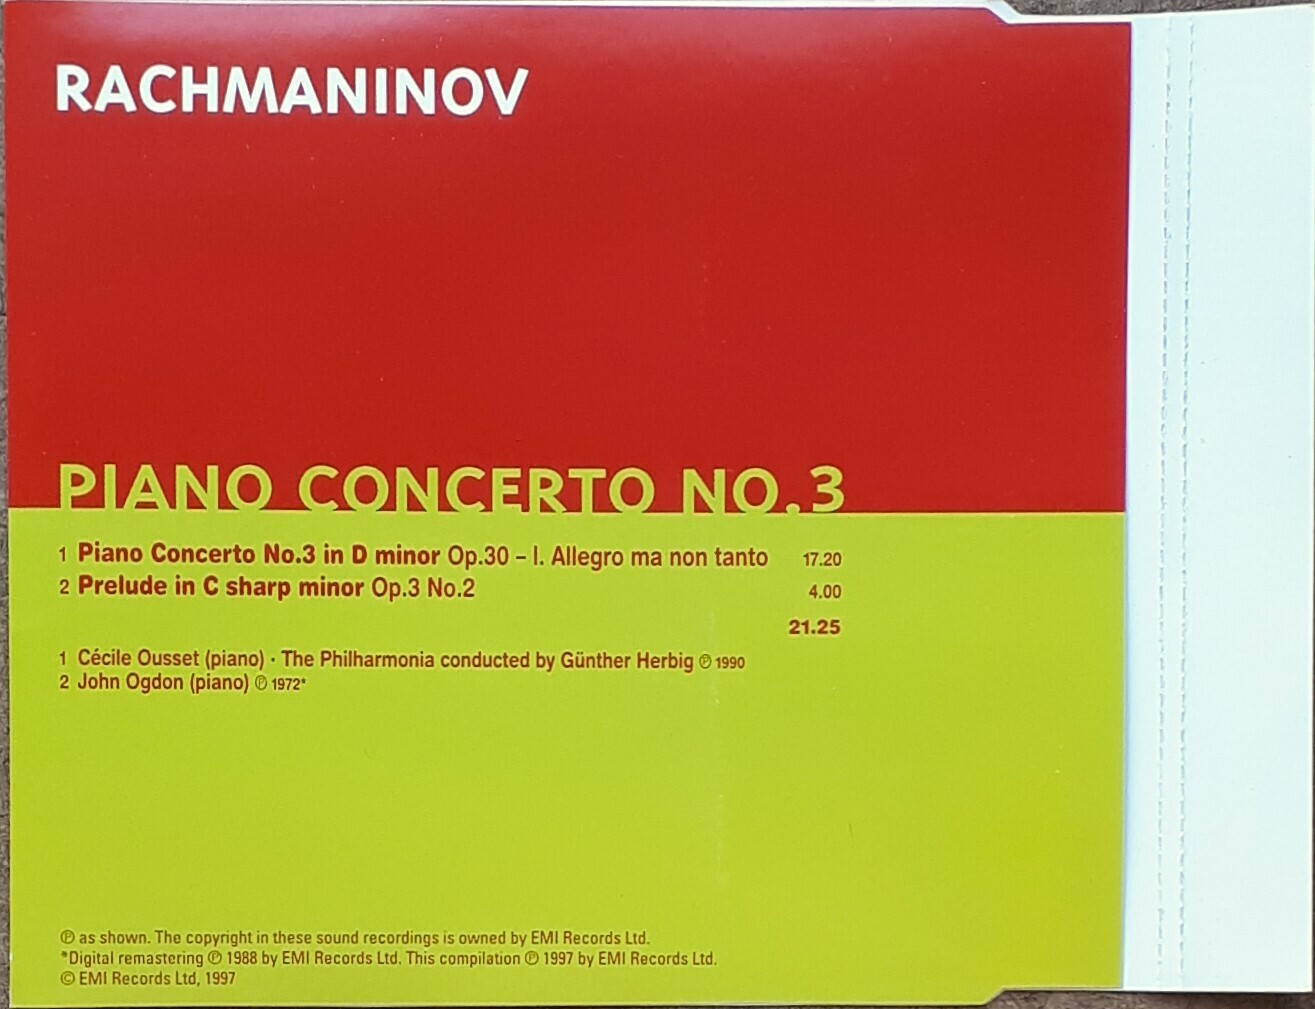 RACHMANINOV
PIANO CONCERTO NO.3
1 Piano Concerto No.3 in D minor Op.30 – I. Allegro ma non tanto 17.20
2 Prelude in C sharp minor Op.3 No.2 4.00
21.25
1 Cécile Ousset (piano) · The Philharmonia conducted by Günther Herbig ℗ 1990
2 John Ogdon (piano) ℗ 1972*
℗ as shown. The copyright in these sound recordings is owned by EMI Records Ltd.
*Digital remastering ℗ 1988 by EMI Records Ltd. This compilation ℗ 1997 by EMI Records Ltd.
© EMI Records Ltd, 1997